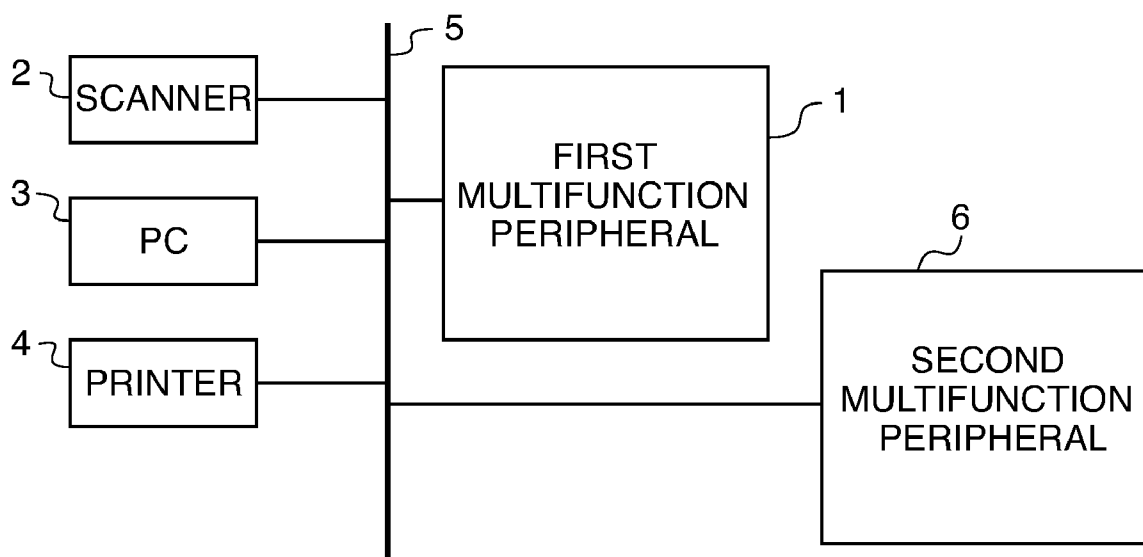 2
SCANNER
3
PC
4
PRINTER
5
1
FIRST
MULTIFUNCTION
PERIPHERAL
6
SECOND
MULTIFUNCTION
PERIPHERAL